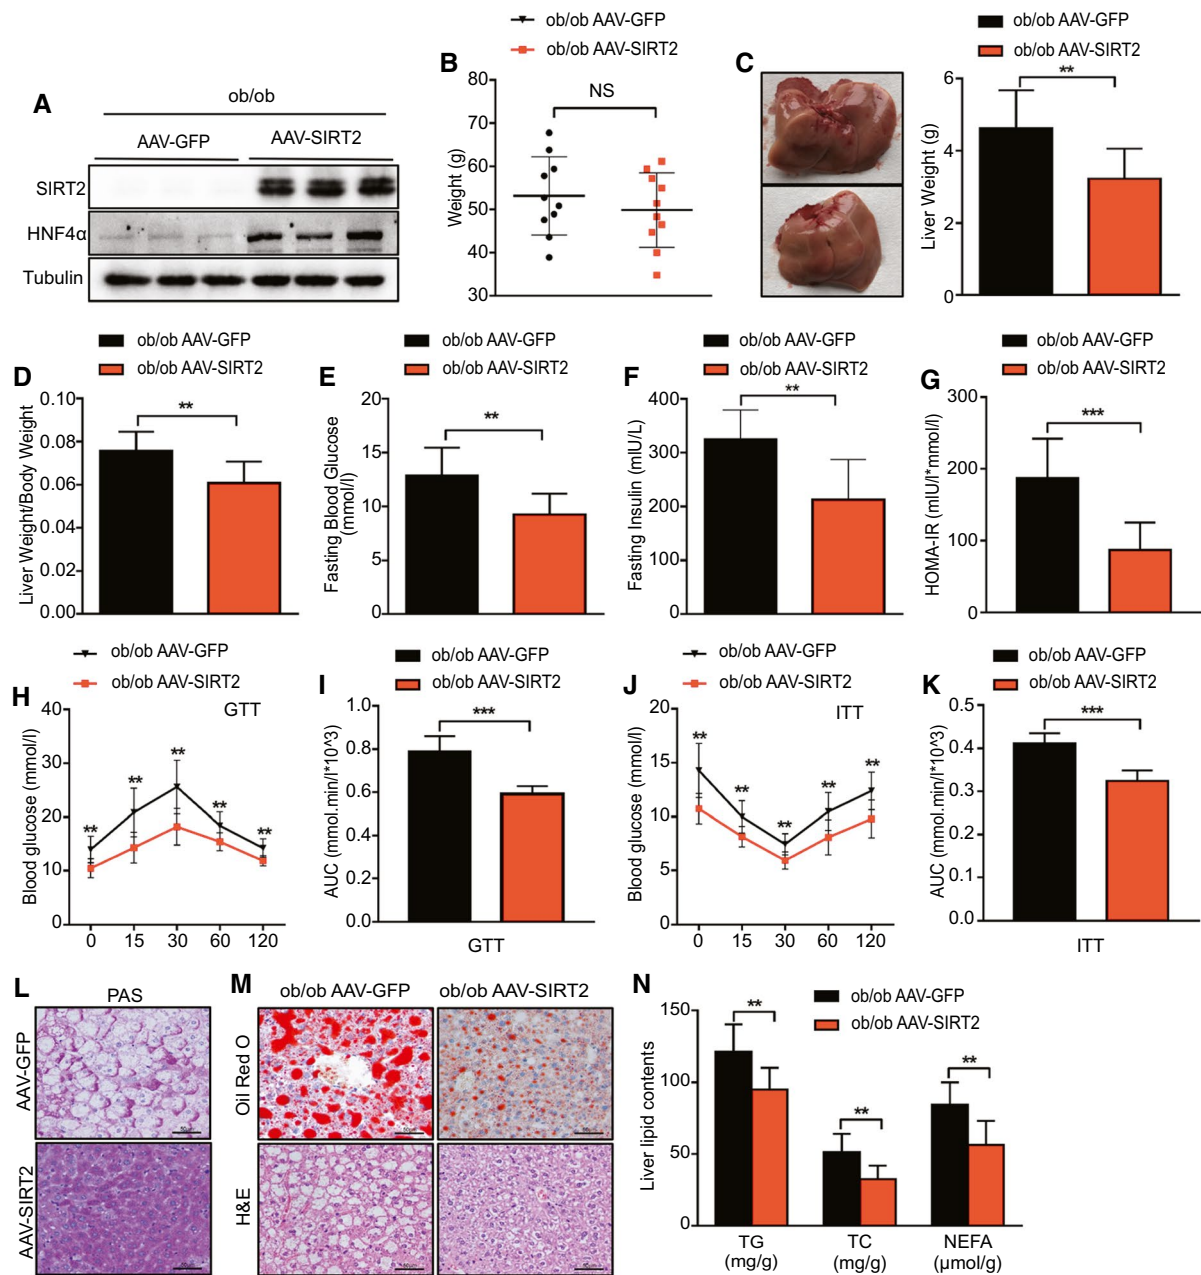 A
ob/ob
AAV-GFP
AAV-SIRT2
SIRT2
HNF4α
Tubulin
B
ob/ob AAV-GFP
ob/ob AAV-SIRT2
NS
Weight (g)
80
70
60
50
40
30
C
ob/ob AAV-GFP
ob/ob AAV-SIRT2
**
Liver Weight (g)
6
4
2
0
D
ob/ob AAV-GFP
ob/ob AAV-SIRT2
**
Liver Weight/Body Weight
0.10
0.08
0.06
0.04
0.02
0.00
E
ob/ob AAV-GFP
ob/ob AAV-SIRT2
**
Fasting Blood Glucose
(mmol/l)
20
15
10
5
0
F
ob/ob AAV-GFP
ob/ob AAV-SIRT2
**
Fasting Insulin (mIU/L)
400
300
200
100
0
G
ob/ob AAV-GFP
ob/ob AAV-SIRT2
***
HOMA-IR (mIU/l*mmol/l)
300
200
100
0
H
ob/ob AAV-GFP
ob/ob AAV-SIRT2
GTT
Blood glucose (mmol/l)
40
30
20
10
0
** ** ** ** **
0 15 30 60 120
I
ob/ob AAV-GFP
ob/ob AAV-SIRT2
***
AUC (mmol.min/l*10^3)
1.0
0.8
0.6
0.4
0.2
0.0
GTT
J
ob/ob AAV-GFP
ob/ob AAV-SIRT2
ITT
Blood glucose (mmol/l)
20
15
10
5
0
** ** ** ** **
0 15 30 60 120
K
ob/ob AAV-GFP
ob/ob AAV-SIRT2
***
AUC (mmol.min/l*10^3)
0.5
0.4
0.3
0.2
0.1
0.0
ITT
L
PAS
AAV-GFP
AAV-SIRT2
M
ob/ob AAV-GFP
ob/ob AAV-SIRT2
Oil Red O
H&E
N
ob/ob AAV-GFP
ob/ob AAV-SIRT2
Liver lipid contents
150
100
50
0
** ** **
TG
(mg/g)
TC
(mg/g)
NEFA
(μmol/g)